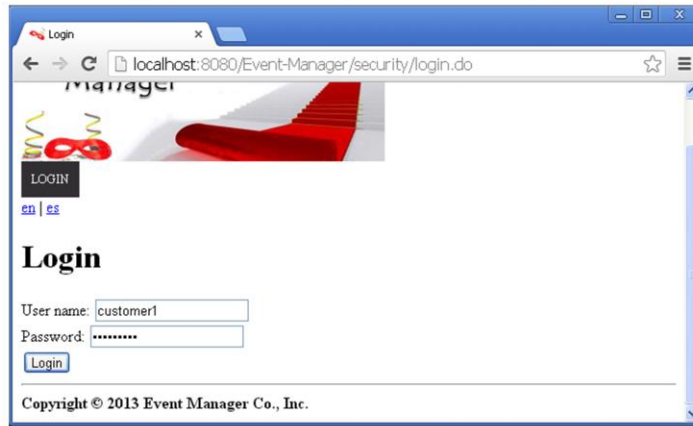 Login
localhost:8080/Event-Manager/security/login.do
Manager
LOGIN
en | es
Login
User name: customer1
Password: •••••••••
Login
Copyright © 2013 Event Manager Co., Inc.